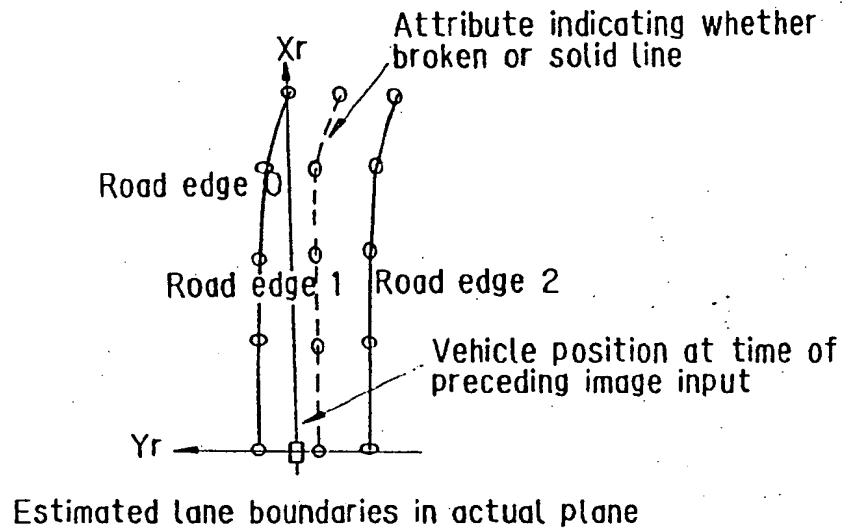 Attribute indicating whether
broken or solid line
Xr
Road edge 0
Road edge 1
Road edge 2
Vehicle position at time of
preceding image input
Yr
Estimated lane boundaries in actual plane